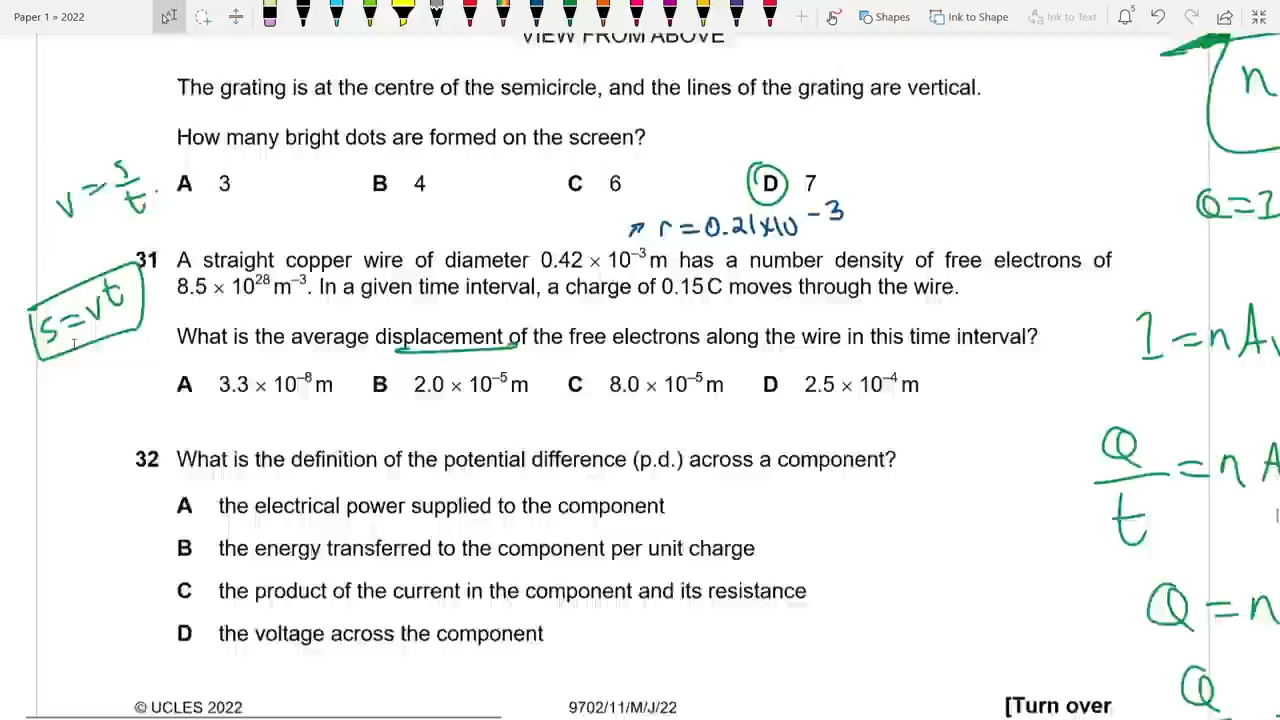 Paper 1 » 2022 Shapes Ink to Shape Ink to Text
VIEW FROM ABOVE
The grating is at the centre of the semicircle, and the lines of the grating are vertical.
How many bright dots are formed on the screen?
A 3 B 4 C 6 D 7
v = s/t
r = 0.21×10⁻³
n
Q = I
31 A straight copper wire of diameter 0.42 × 10⁻³ m has a number density of free electrons of
8.5 × 10²⁸ m⁻³. In a given time interval, a charge of 0.15 C moves through the wire.
s = vt
What is the average displacement of the free electrons along the wire in this time interval?
I = nAv
A 3.3 × 10⁻⁸ m B 2.0 × 10⁻⁵ m C 8.0 × 10⁻⁵ m D 2.5 × 10⁻⁴ m
Q/t = nA
32 What is the definition of the potential difference (p.d.) across a component?
A the electrical power supplied to the component
B the energy transferred to the component per unit charge
C the product of the current in the component and its resistance
Q = n
D the voltage across the component
Q
© UCLES 2022 9702/11/M/J/22 [Turn over